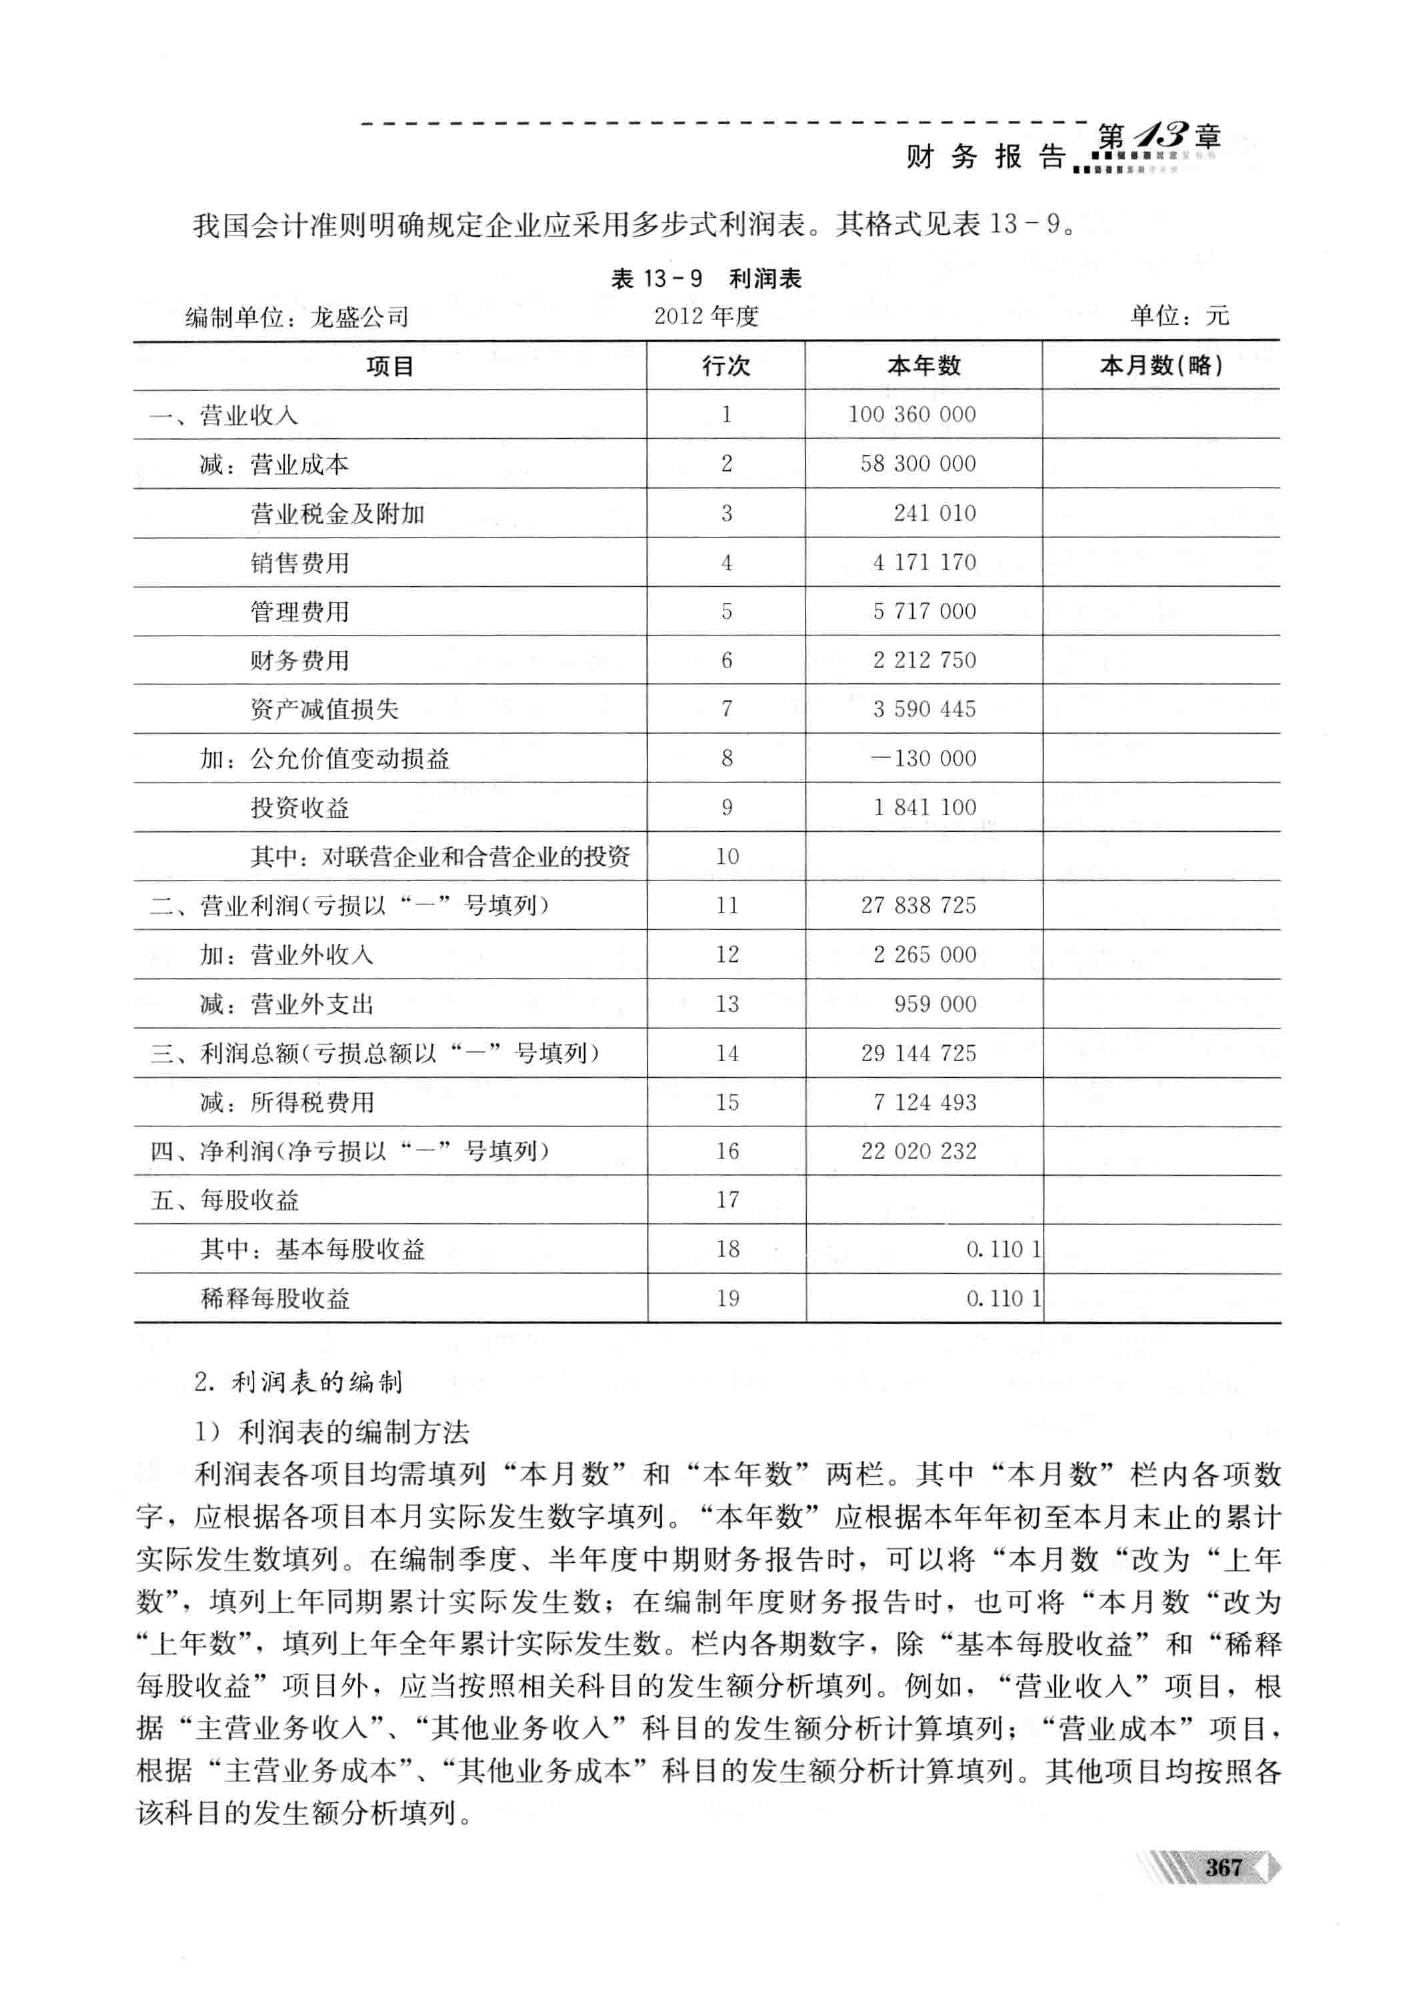 第13章
财务报告
我国会计准则明确规定企业应采用多步式利润表。其格式见表 13-9。
表 13-9 利润表
编制单位：龙盛公司 2012 年度 单位：元
项目 行次 本年数 本月数(略)
一、营业收入 1 100 360 000
减：营业成本 2 58 300 000
营业税金及附加 3 241 010
销售费用 4 4 171 170
管理费用 5 5 717 000
财务费用 6 2 212 750
资产减值损失 7 3 590 445
加：公允价值变动损益 8 —130 000
投资收益 9 1 841 100
其中：对联营企业和合营企业的投资 10
二、营业利润(亏损以“—”号填列) 11 27 838 725
加：营业外收入 12 2 265 000
减：营业外支出 13 959 000
三、利润总额(亏损总额以“—”号填列) 14 29 144 725
减：所得税费用 15 7 124 493
四、净利润(净亏损以“—”号填列) 16 22 020 232
五、每股收益 17
其中：基本每股收益 18 0.110 1
稀释每股收益 19 0.110 1
2. 利润表的编制
1) 利润表的编制方法
利润表各项目均需填列“本月数”和“本年数”两栏。其中“本月数”栏内各项数
字，应根据各项目本月实际发生数字填列。“本年数”应根据本年年初至本月末止的累计
实际发生数填列。在编制季度、半年度中期财务报告时，可以将“本月数“改为“上年
数”，填列上年同期累计实际发生数；在编制年度财务报告时，也可将“本月数“改为
“上年数”，填列上年全年累计实际发生数。栏内各期数字，除“基本每股收益”和“稀释
每股收益”项目外，应当按照相关科目的发生额分析填列。例如，“营业收入”项目，根
据“主营业务收入”、“其他业务收入”科目的发生额分析计算填列；“营业成本”项目，
根据“主营业务成本”、“其他业务成本”科目的发生额分析计算填列。其他项目均按照各
该科目的发生额分析填列。
367